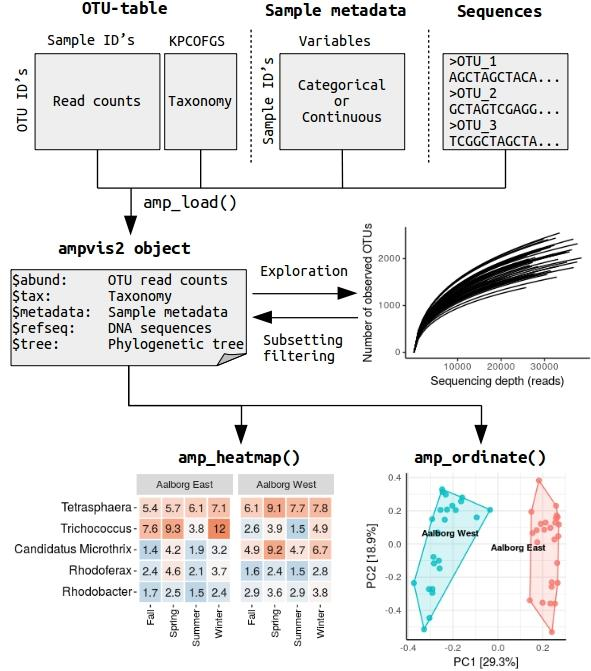 OTU-table
Sample metadata
Sequences
Sample ID's
KPCOFGS
Variables
OTU ID's
Read counts
Taxonomy
Sample ID's
Categorical
or
Continuous
>OTU_1
AGCTAGCTACA...
>OTU_2
GCTAGTCGAGG...
>OTU_3
TCGGCTAGCTA...
amp_load()
ampvis2 object
$abund: OTU read counts
$tax: Taxonomy
$metadata: Sample metadata
$refseq: DNA sequences
$tree: Phylogenetic tree
Exploration
Subsetting
filtering
Number of observed OTUs
2000
1000
0
10000 20000 30000
Sequencing depth (reads)
amp_heatmap()
Aalborg East Aalborg West
Tetrasphaera 5.4 5.7 6.1 7.1 6.1 9.1 7.7 7.8
Trichococcus 7.6 9.3 3.8 12 2.6 3.9 1.5 4.9
Candidatus Microthrix 1.4 4.2 1.9 3.2 4.9 9.2 4.7 6.7
Rhodoferax 2.4 4.6 2.1 3.7 1.6 2.4 1.5 2.8
Rhodobacter 1.7 2.5 1.5 2.4 2.9 3.6 2.9 3.8
Fall Spring Summer Winter Fall Spring Summer Winter
amp_ordinate()
PC2 [18.9%]
0.4
0.2
0.0
-0.2
-0.4
Aalborg West
Aalborg East
-0.4 -0.2 0.0 0.2
PC1 [29.3%]